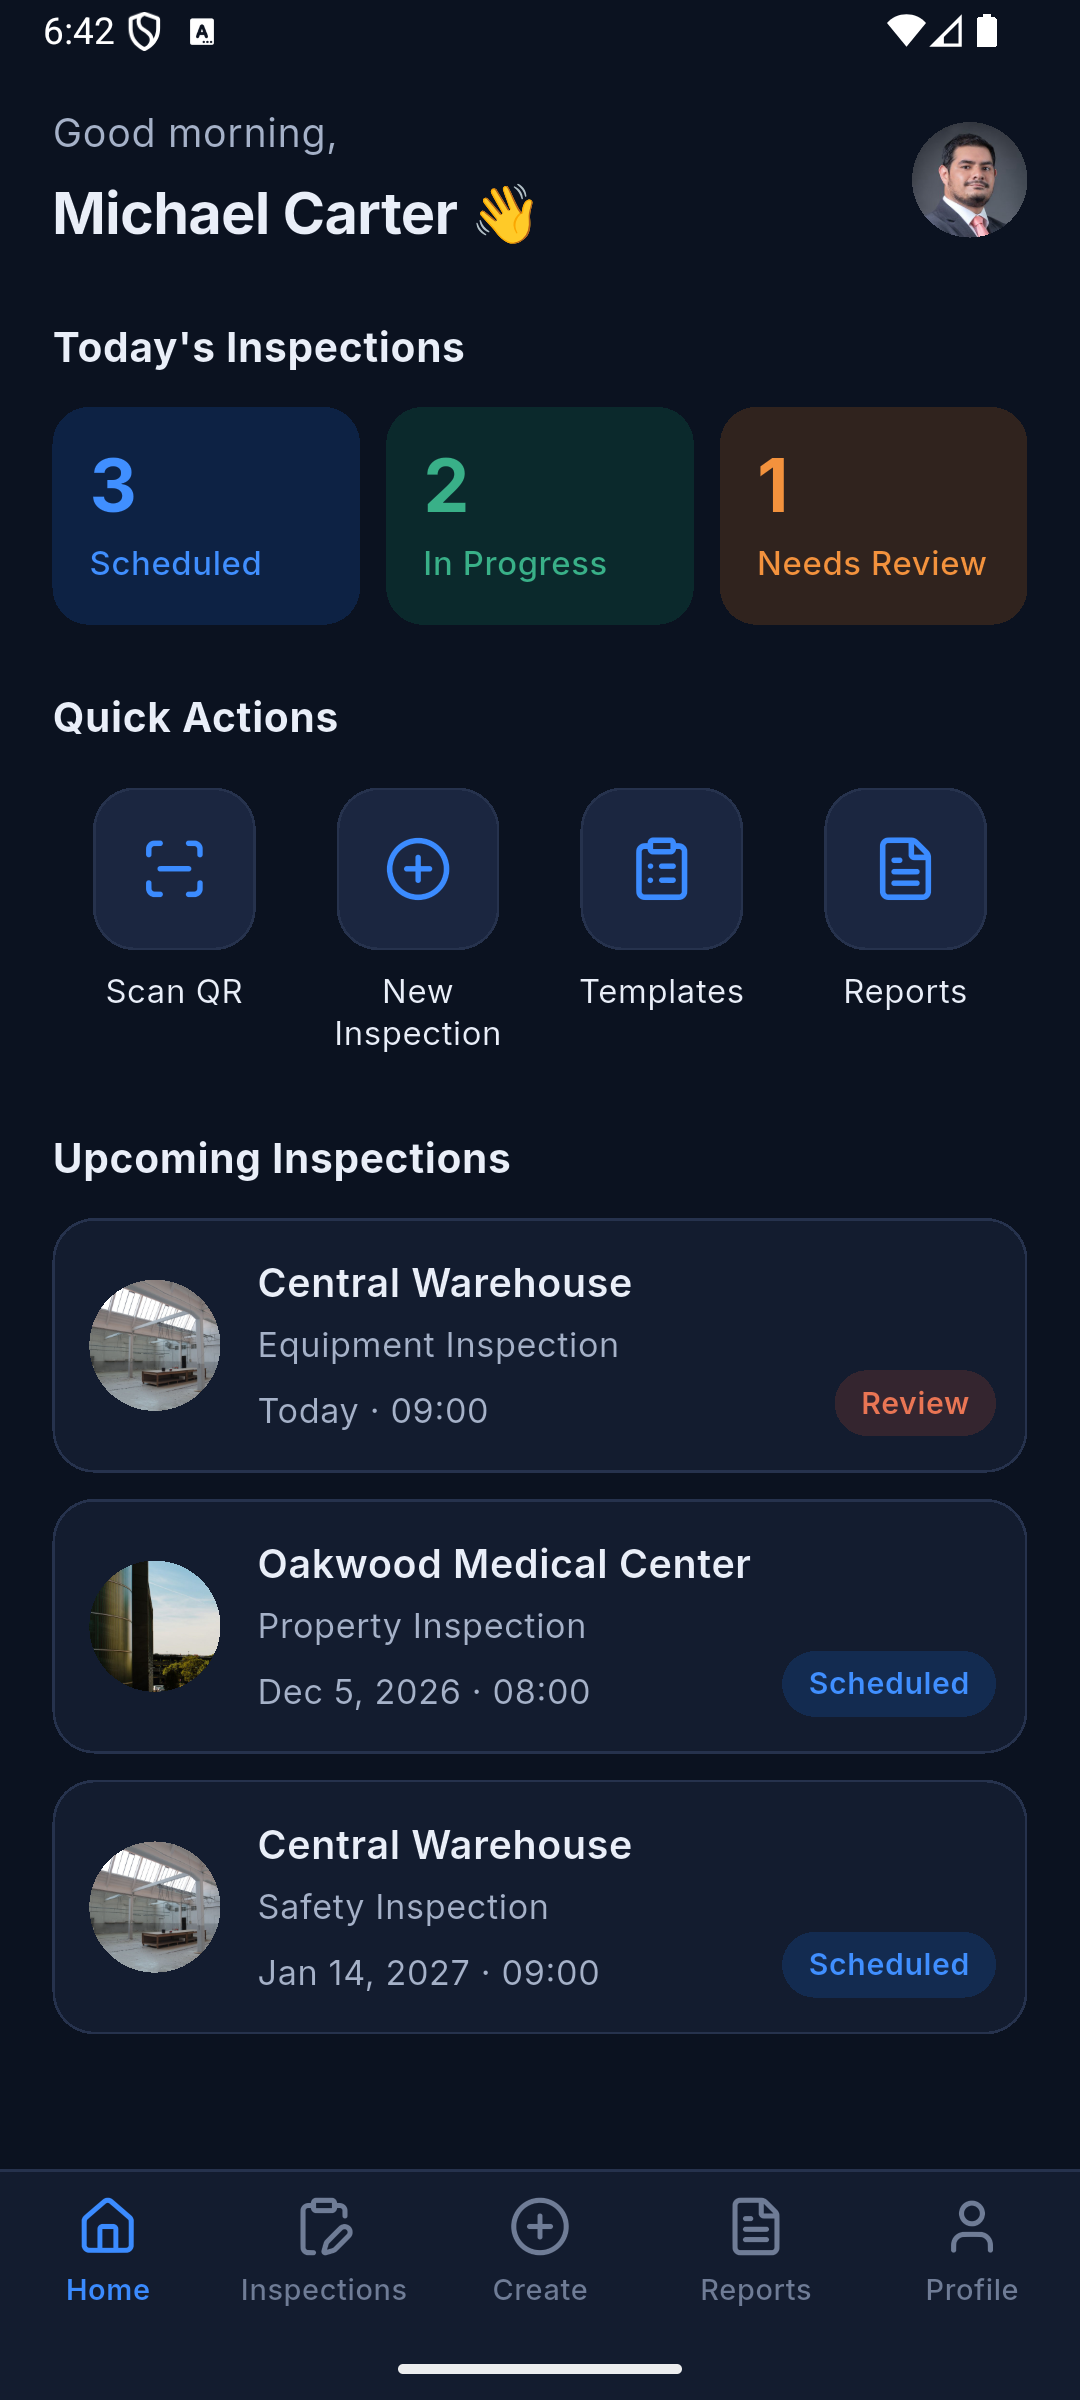 6:42
Good morning,
Michael Carter 👋
Today's Inspections
3
Scheduled
2
In Progress
1
Needs Review
Quick Actions
Scan QR
New
Inspection
Templates
Reports
Upcoming Inspections
Central Warehouse
Equipment Inspection
Today · 09:00
Review
Oakwood Medical Center
Property Inspection
Dec 5, 2026 · 08:00
Scheduled
Central Warehouse
Safety Inspection
Jan 14, 2027 · 09:00
Scheduled
Home
Inspections
Create
Reports
Profile